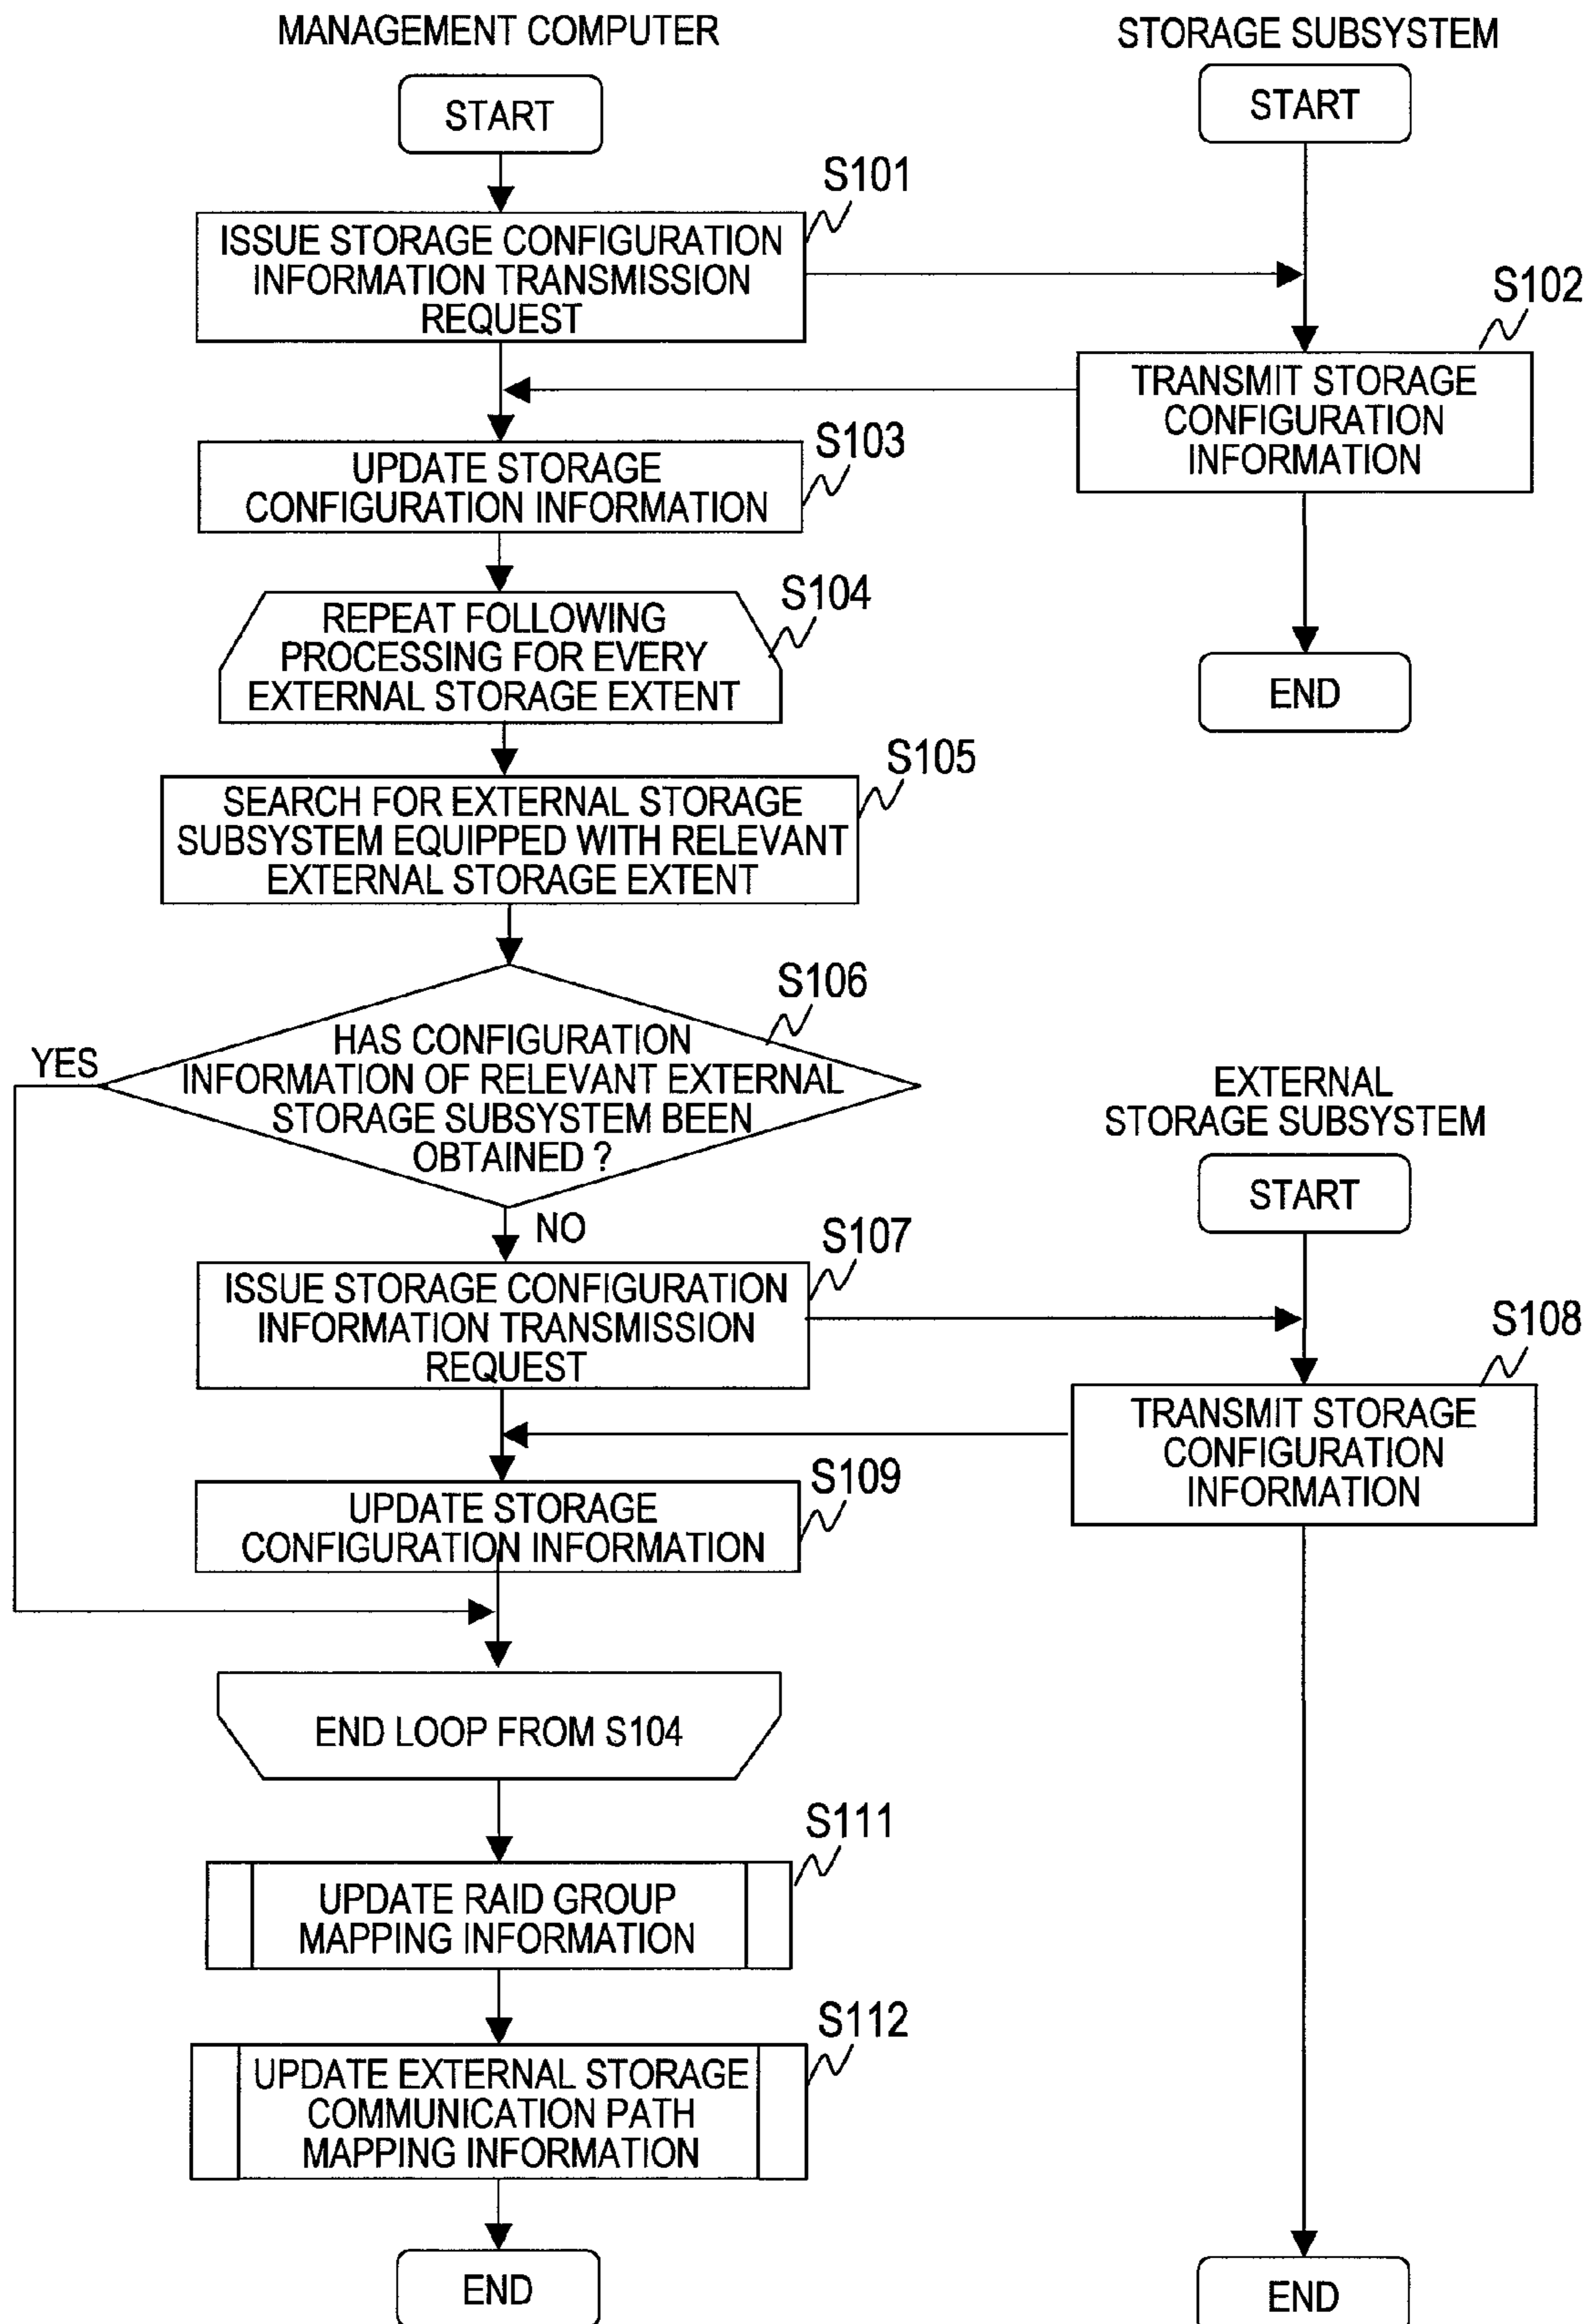 MANAGEMENT COMPUTER
STORAGE SUBSYSTEM
START
START
S101
ISSUE STORAGE CONFIGURATION
INFORMATION TRANSMISSION
REQUEST
S102
TRANSMIT STORAGE
CONFIGURATION
INFORMATION
S103
UPDATE STORAGE
CONFIGURATION INFORMATION
S104
REPEAT FOLLOWING
PROCESSING FOR EVERY
EXTERNAL STORAGE EXTENT
END
S105
SEARCH FOR EXTERNAL STORAGE
SUBSYSTEM EQUIPPED WITH RELEVANT
EXTERNAL STORAGE EXTENT
S106
HAS CONFIGURATION
INFORMATION OF RELEVANT EXTERNAL
STORAGE SUBSYSTEM BEEN
OBTAINED ?
YES
NO
EXTERNAL
STORAGE SUBSYSTEM
START
S107
ISSUE STORAGE CONFIGURATION
INFORMATION TRANSMISSION
REQUEST
S108
TRANSMIT STORAGE
CONFIGURATION
INFORMATION
S109
UPDATE STORAGE
CONFIGURATION INFORMATION
END LOOP FROM S104
S111
UPDATE RAID GROUP
MAPPING INFORMATION
S112
UPDATE EXTERNAL STORAGE
COMMUNICATION PATH
MAPPING INFORMATION
END
END